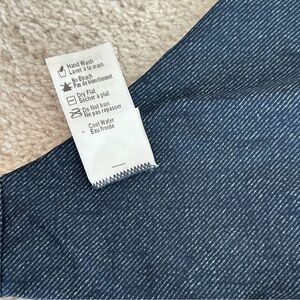 Hand Wash
Laver à la main
No Bleach
Pas de blanchiment
Dry Flat
Sécher à plat
Do Not Iron
Ne pas repasser
Cool Water
Eau froide